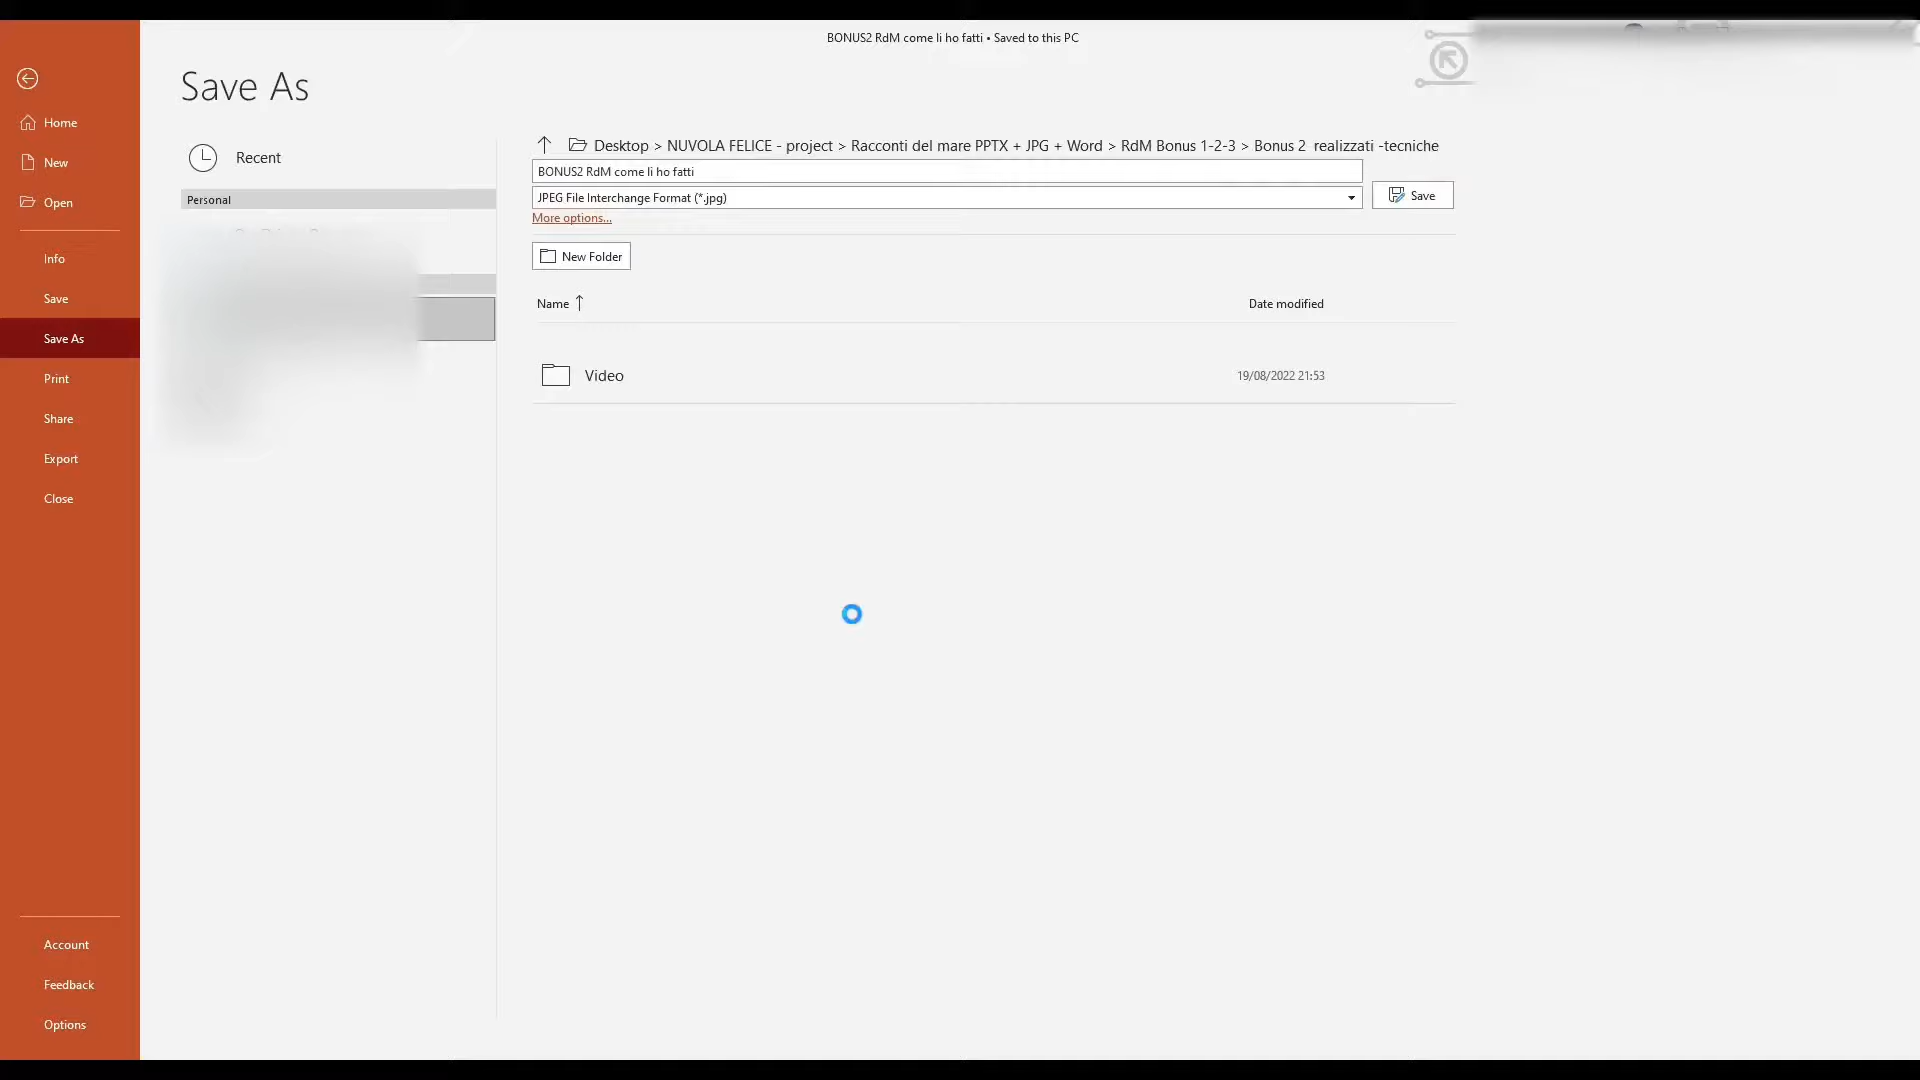 BONUS2 RdM come li ho fatti • Saved to this PC
Save As
Home
New
Open
Info
Save
Save As
Print
Share
Export
Close
Account
Feedback
Options
Recent
Personal
Desktop > NUVOLA FELICE - project > Racconti del mare PPTX + JPG + Word > RdM Bonus 1-2-3 > Bonus 2 realizzati -tecniche
BONUS2 RdM come li ho fatti
JPEG File Interchange Format (*.jpg)
Save
More options...
New Folder
Name Date modified
Video 19/08/2022 21:53